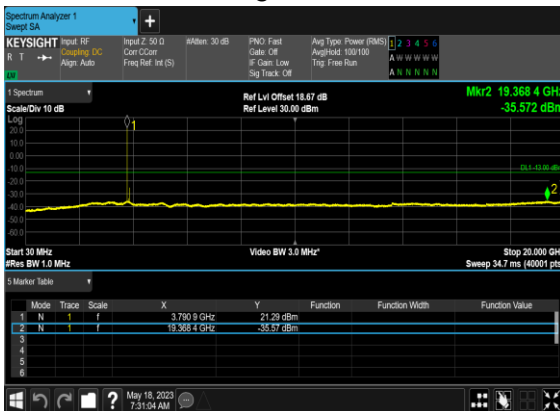 Spectrum Analyzer 1
Swept SA
+
KEYSIGHT Input: RF Input Z: 50 Ω #Atten: 30 dB PNO: Fast Avg Type: Power (RMS) 1 2 3 4 5 6
R T Coupling: DC Corr CCorr Gate: Off Avg|Hold: 100/100 A W W W W W
Align: Auto Freq Ref: Int (S) IF Gain: Low Trig: Free Run
Sig Track: Off A N N N N N
1 Spectrum Ref Lvl Offset 18.67 dB Mkr2 19.368 4 GHz
Scale/Div 10 dB Ref Level 30.00 dBm -35.572 dBm
Log
20.0
10.0
0.00
-10.0
-20.0
-30.0
-40.0
-50.0
-60.0
1
DL1 -13.00 dBm
2
Start 30 MHz Video BW 3.0 MHz* Stop 20.000 GH
#Res BW 1.0 MHz Sweep 34.7 ms (40001 pts
5 Marker Table
Mode Trace Scale X Y Function Function Width Function Value
1 N 1 f 3.790 9 GHz 21.29 dBm
2 N 1 f 19.368 4 GHz -35.57 dBm
3
4
5
6
? May 18, 2023
7:31:04 AM